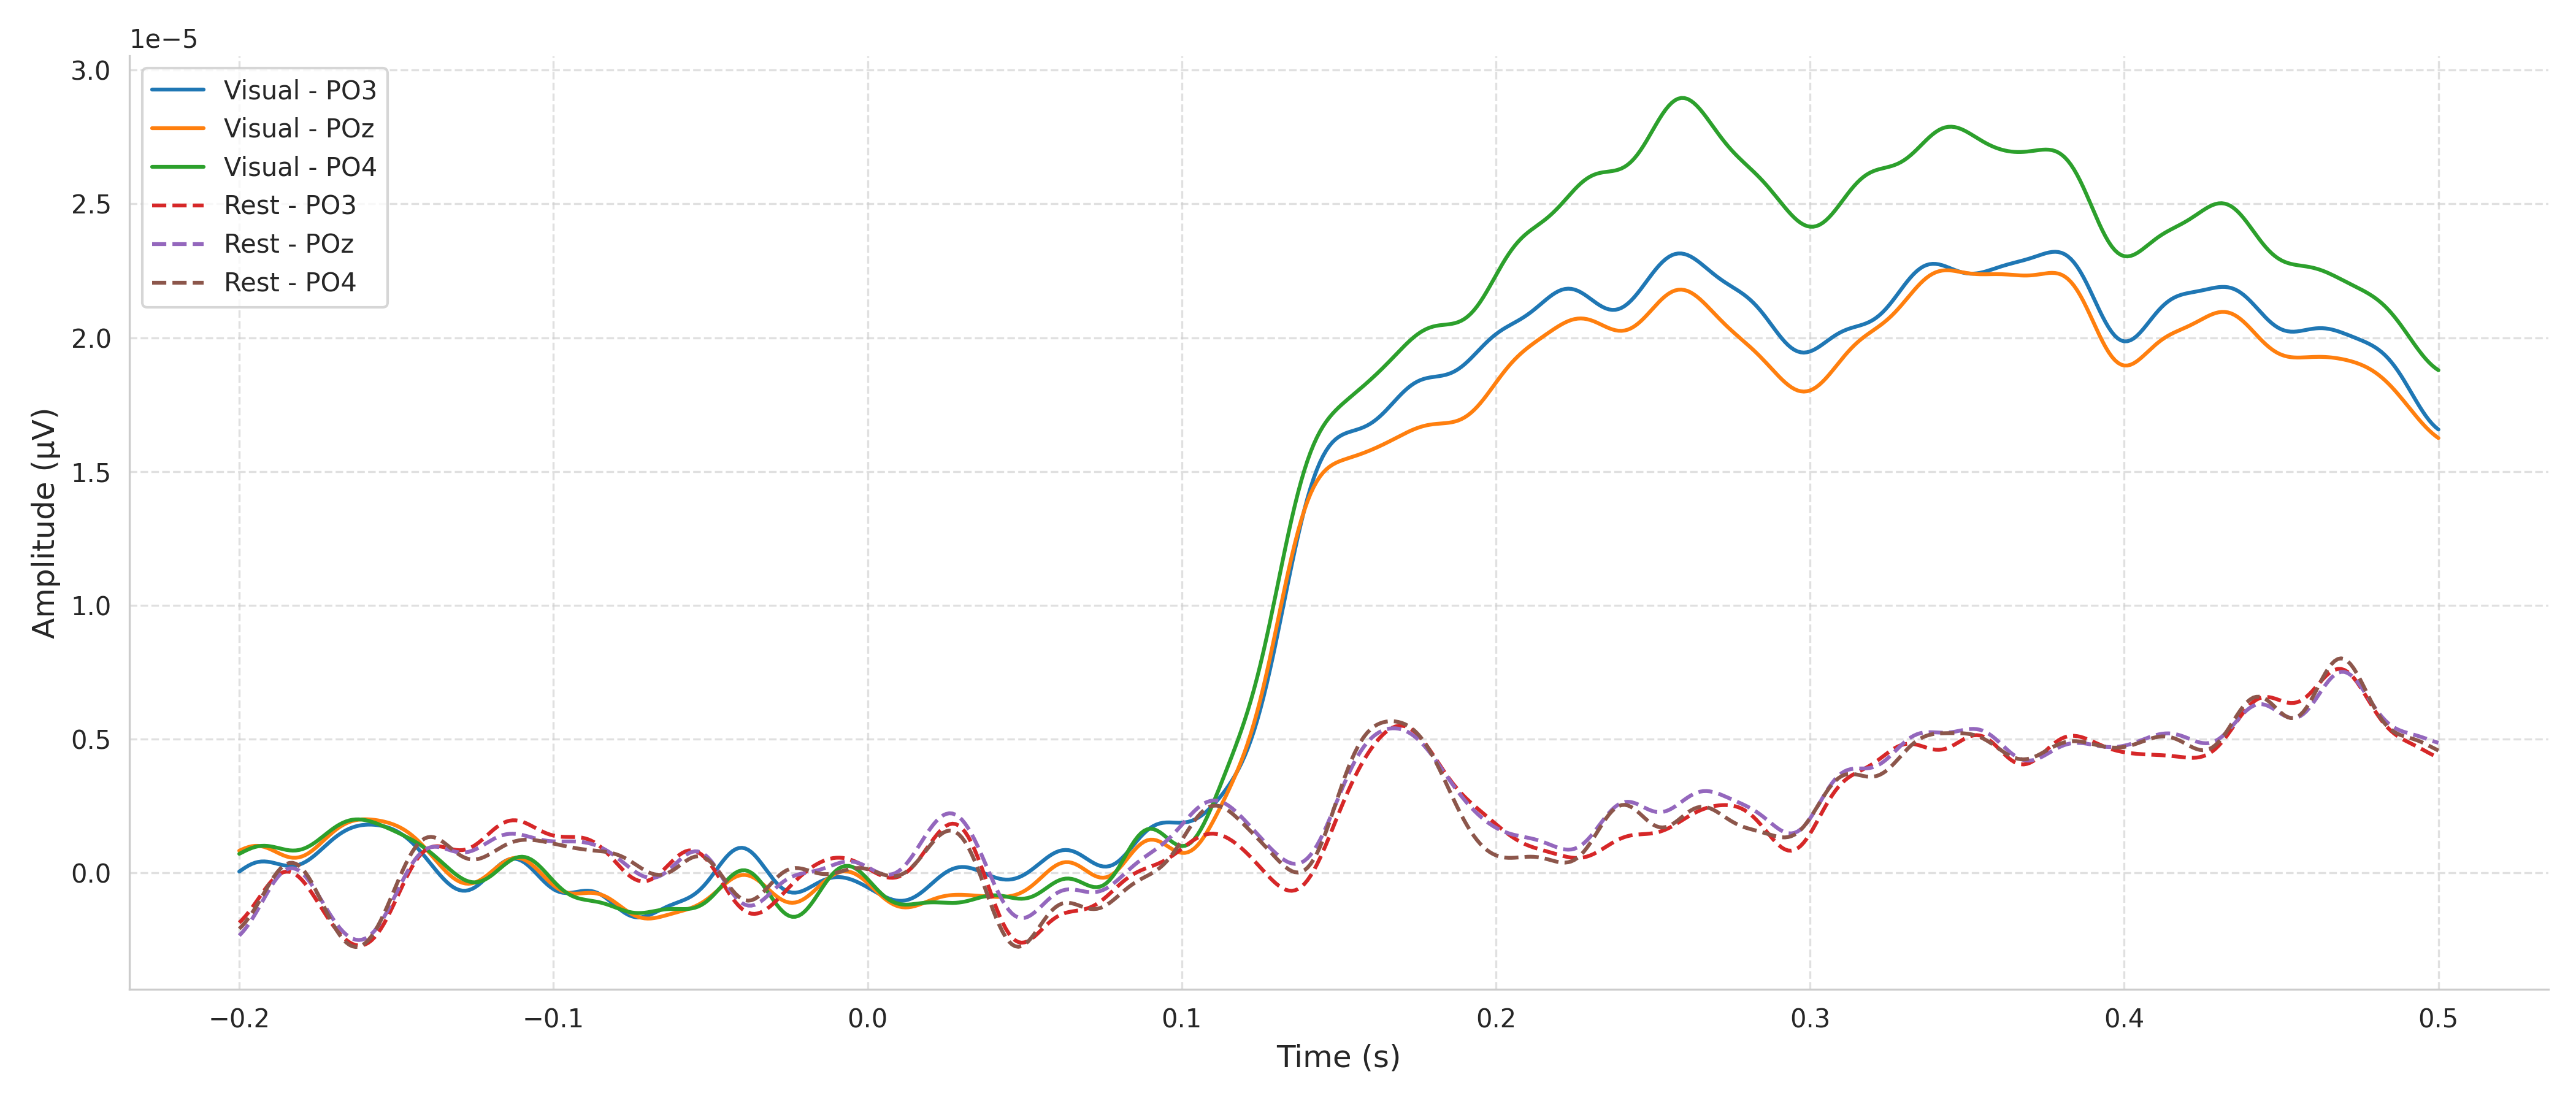 1e−5
3.0
2.5
2.0
1.5
1.0
0.5
0.0
Amplitude (µV)
Visual - PO3
Visual - POz
Visual - PO4
Rest - PO3
Rest - POz
Rest - PO4
−0.2 −0.1 0.0 0.1 0.2 0.3 0.4 0.5
Time (s)